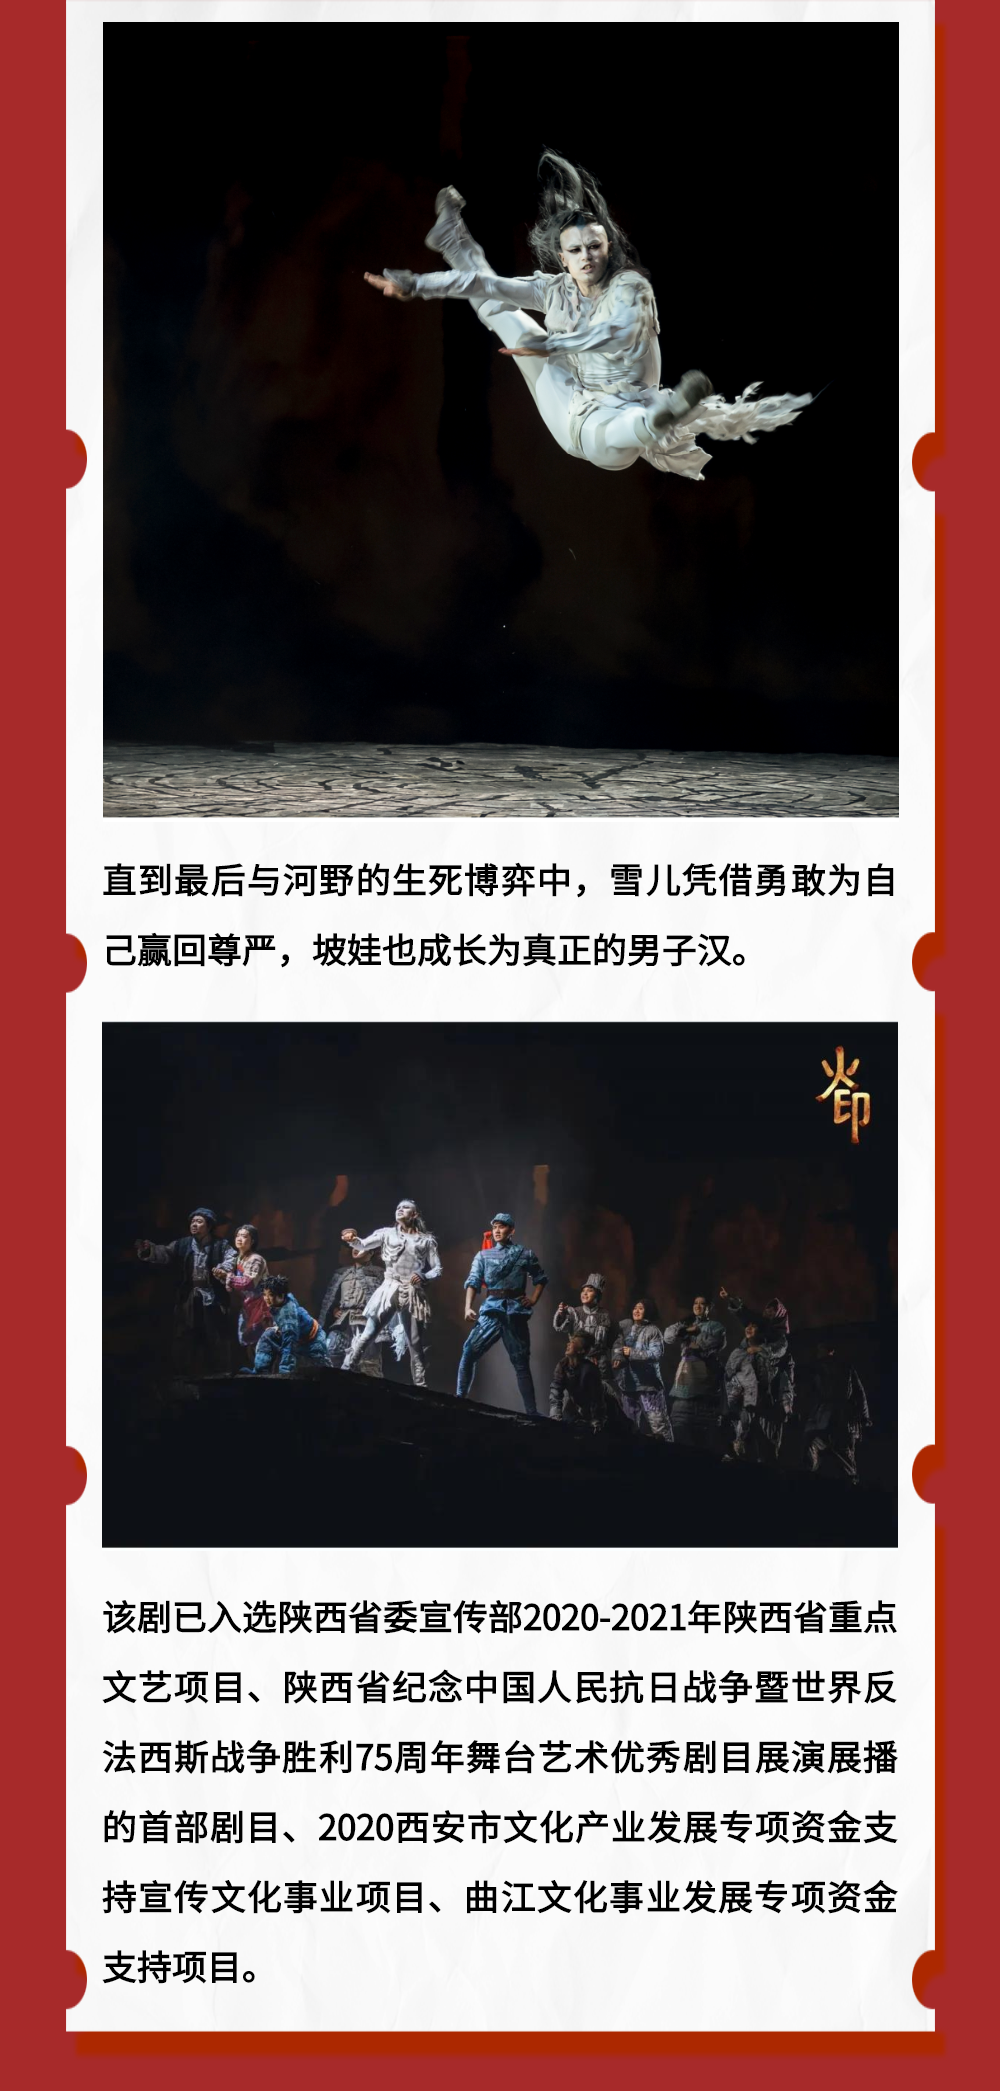 直到最后与河野的生死博弈中，雪儿凭借勇敢为自
己赢回尊严，坡娃也成长为真正的男子汉。
火印
该剧已入选陕西省委宣传部2020-2021年陕西省重点
文艺项目、陕西省纪念中国人民抗日战争暨世界反
法西斯战争胜利75周年舞台艺术优秀剧目展演展播
的首部剧目、2020西安市文化产业发展专项资金支
持宣传文化事业项目、曲江文化事业发展专项资金
支持项目。